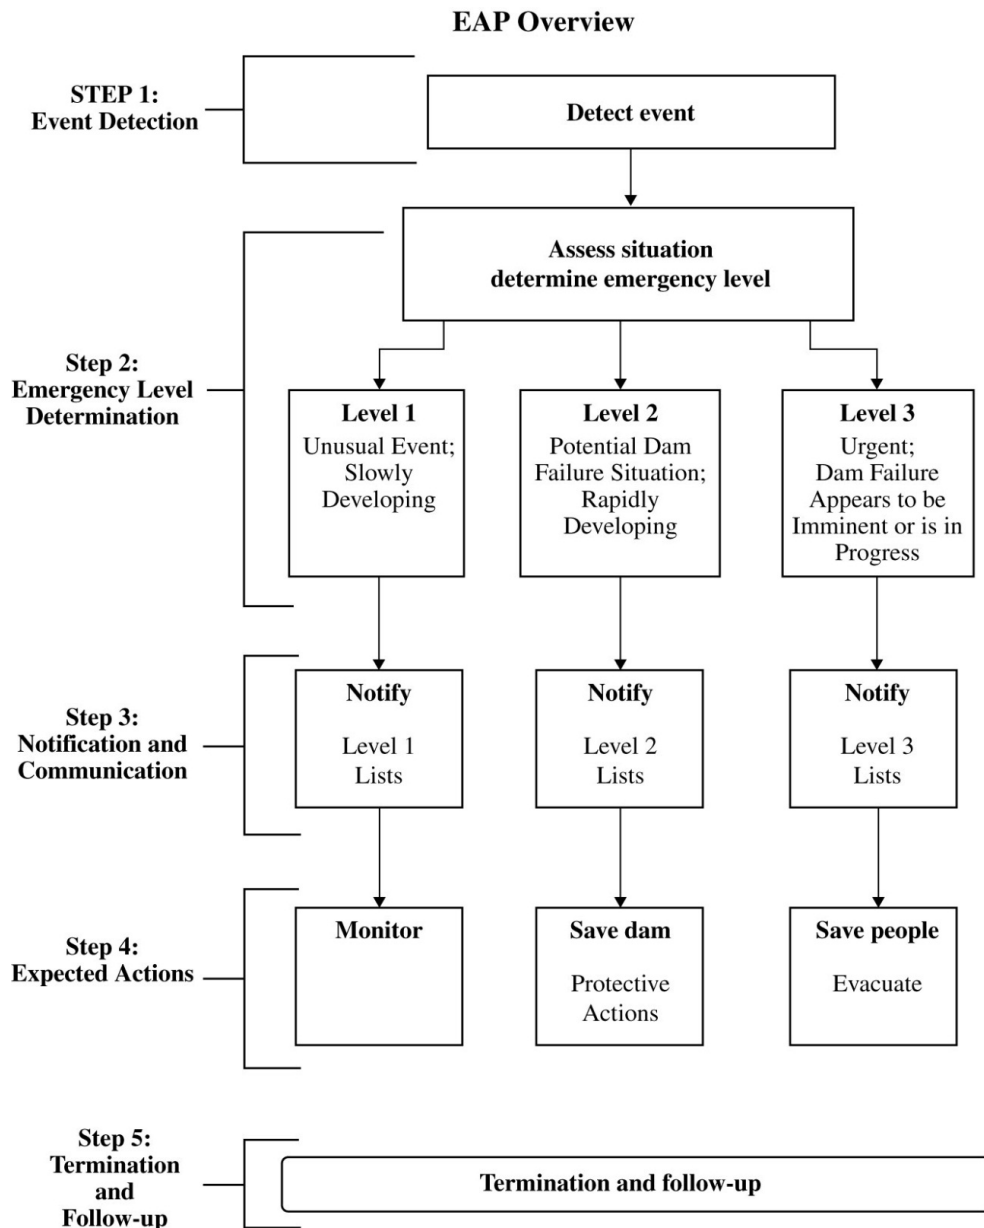 EAP Overview
STEP 1:
Event Detection
Detect event
Step 2:
Emergency Level
Determination
Assess situation
determine emergency level
Level 1
Unusual Event;
Slowly
Developing
Level 2
Potential Dam
Failure Situation;
Rapidly
Developing
Level 3
Urgent;
Dam Failure
Appears to be
Imminent or is in
Progress
Step 3:
Notification and
Communication
Notify
Level 1
Lists
Notify
Level 2
Lists
Notify
Level 3
Lists
Step 4:
Expected Actions
Monitor
Save dam
Protective
Actions
Save people
Evacuate
Step 5:
Termination
and
Follow-up
Termination and follow-up